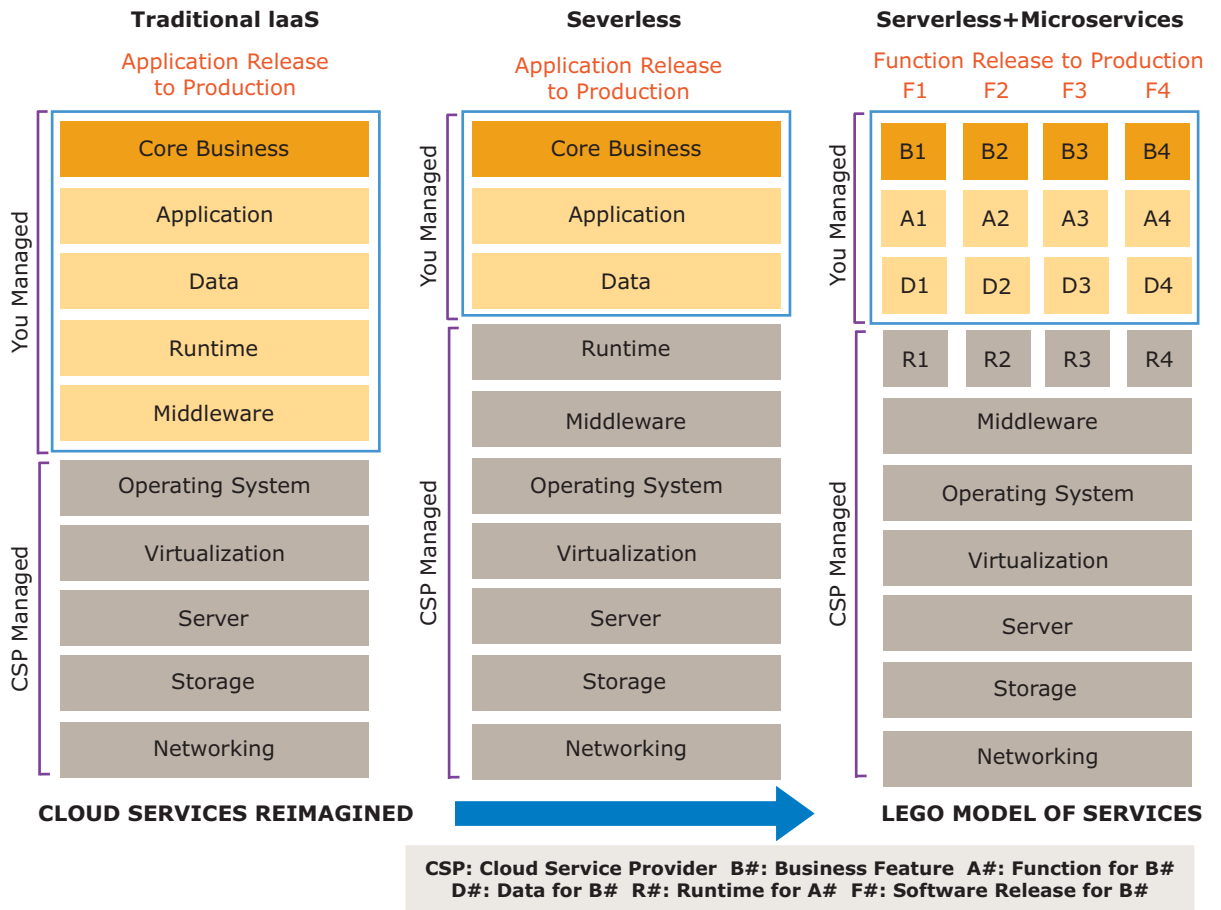 Traditional IaaS
Application Release
to Production
You Managed
Core Business
Application
Data
Runtime
Middleware
CSP Managed
Operating System
Virtualization
Server
Storage
Networking
Severless
Application Release
to Production
You Managed
Core Business
Application
Data
CSP Managed
Runtime
Middleware
Operating System
Virtualization
Server
Storage
Networking
Serverless+Microservices
Function Release to Production
F1 F2 F3 F4
You Managed
B1 B2 B3 B4
A1 A2 A3 A4
D1 D2 D3 D4
CSP Managed
R1 R2 R3 R4
Middleware
Operating System
Virtualization
Server
Storage
Networking
CLOUD SERVICES REIMAGINED
LEGO MODEL OF SERVICES
CSP: Cloud Service Provider B#: Business Feature A#: Function for B#
D#: Data for B# R#: Runtime for A# F#: Software Release for B#